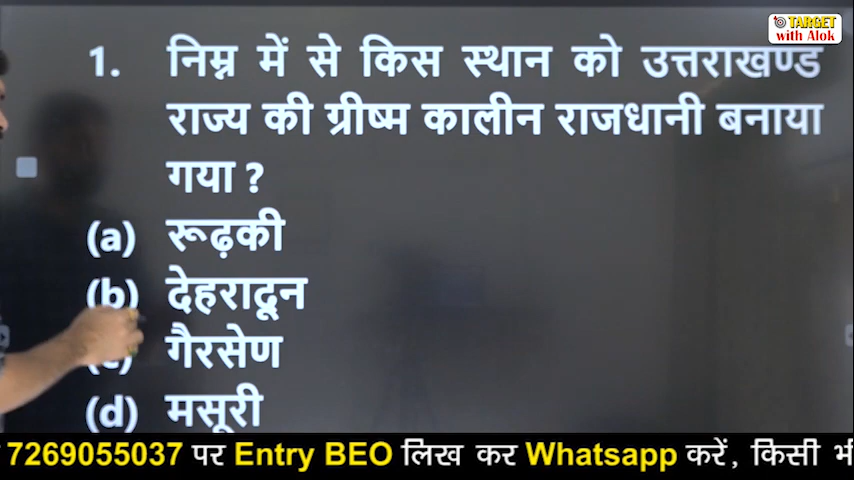 TARGET
with Alok
1. निम्न में से किस स्थान को उत्तराखण्ड
राज्य की ग्रीष्म कालीन राजधानी बनाया
गया ?
(a) रूढ़की
(b) देहरादून
(c) गैरसेण
(d) मसूरी
7269055037 पर Entry BEO लिख कर Whatsapp करें, किसी भी